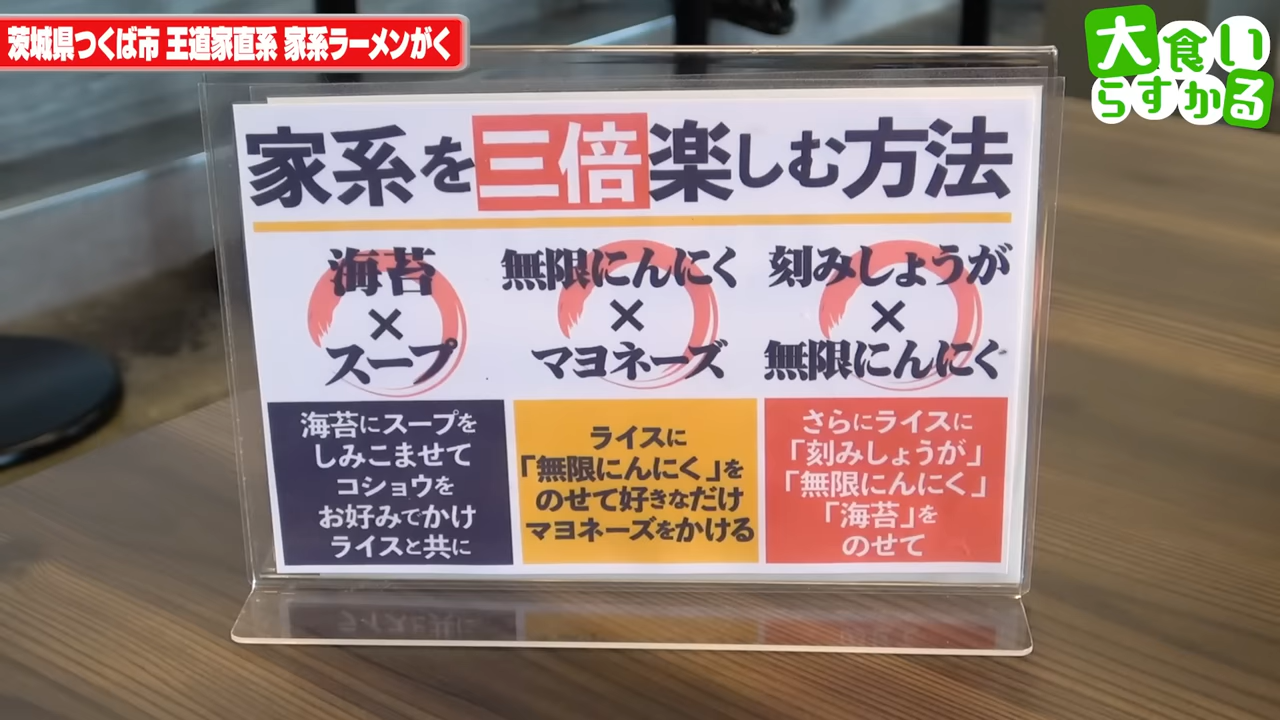 茨城県つくば市 王道家直系 家系ラーメンがく
大食い
らすかる
家系を三倍楽しむ方法
海苔
×
スープ
海苔にスープを
しみこませて
コショウを
お好みでかけ
ライスと共に
無限にんにく
×
マヨネーズ
ライスに
「無限にんにく」を
のせて好きなだけ
マヨネーズをかける
刻みしょうが
×
無限にんにく
さらにライスに
「刻みしょうが」
「無限にんにく」
「海苔」を
のせて